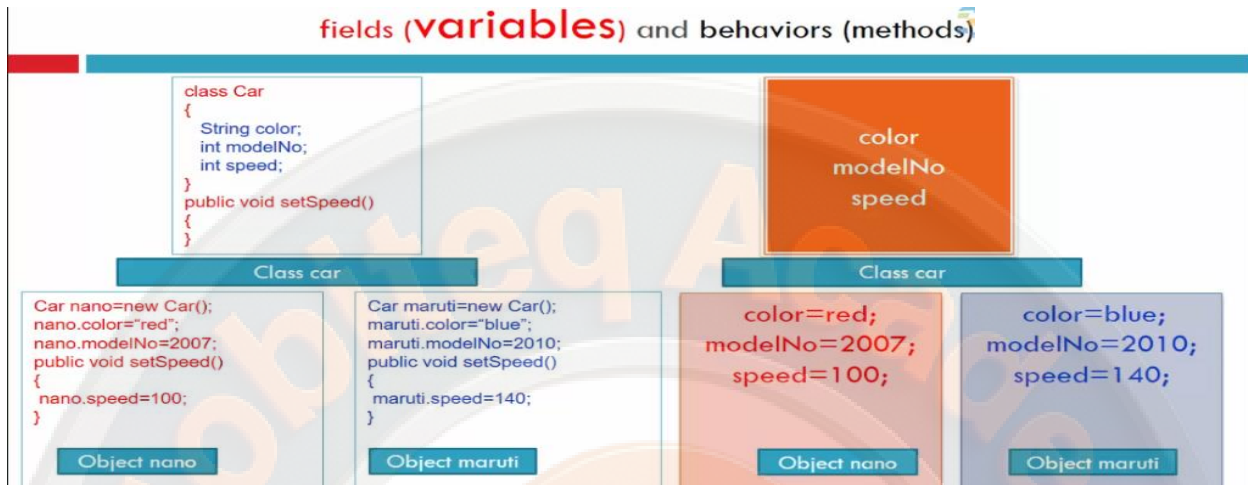 fields (variables) and behaviors (methods)
class Car
{
String color;
int modelNo;
int speed;
}
public void setSpeed()
{
}
Class car
color
modelNo
speed
Class car
Car nano=new Car();
nano.color="red";
nano.modelNo=2007;
public void setSpeed()
{
nano.speed=100;
}
Object nano
Car maruti=new Car();
maruti.color="blue";
maruti.modelNo=2010;
public void setSpeed()
{
maruti.speed=140;
}
Object maruti
color=red;
modelNo=2007;
speed=100;
Object nano
color=blue;
modelNo=2010;
speed=140;
Object maruti